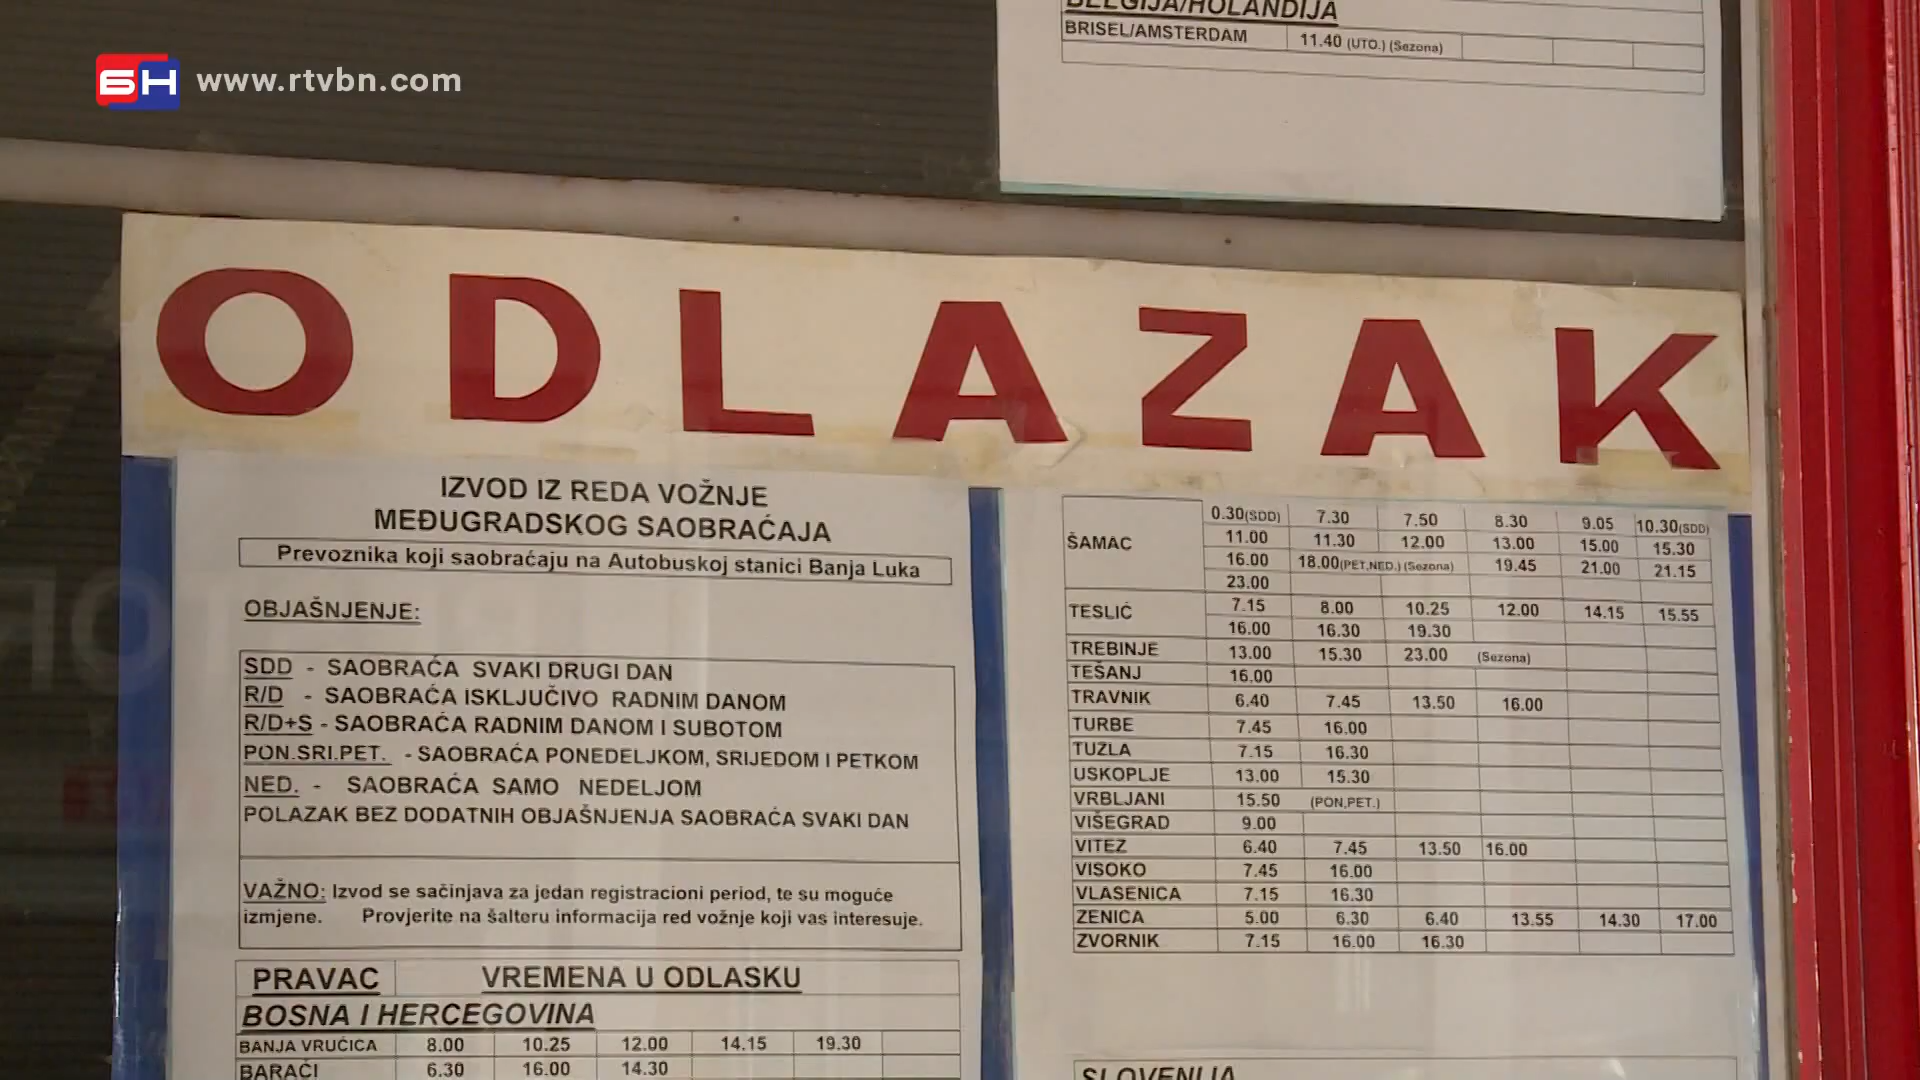 БН www.rtvbn.com
BELGIJA/HOLANDIJA
BRISEL/AMSTERDAM 11.40 (UTO.) (Sezona)
ODLAZAK
IZVOD IZ REDA VOŽNJE
MEĐUGRADSKOG SAOBRAĆAJA
Prevoznika koji saobraćaju na Autobuskoj stanici Banja Luka
OBJAŠNJENJE:
SDD - SAOBRAĆA SVAKI DRUGI DAN
R/D - SAOBRAĆA ISKLJUČIVO RADNIM DANOM
R/D+S - SAOBRAĆA RADNIM DANOM I SUBOTOM
PON.SRI.PET. - SAOBRAĆA PONEDELJKOM, SRIJEDOM I PETKOM
NED. - SAOBRAĆA SAMO NEDELJOM
POLAZAK BEZ DODATNIH OBJAŠNJENJA SAOBRAĆA SVAKI DAN
VAŽNO: Izvod se sačinjava za jedan registracioni period, te su moguće
izmjene. Provjerite na šalteru informacija red vožnje koji vas interesuje.
PRAVAC VREMENA U ODLASKU
BOSNA I HERCEGOVINA
BANJA VRUĆICA 8.00 10.25 12.00 14.15 19.30
BARAČI 6.30 16.00 14.30
ŠAMAC 0.30(SDD) 7.30 7.50 8.30 9.05 10.30(SDD)
11.00 11.30 12.00 13.00 15.00 15.30
16.00 18.00(PET,NED.) (Sezona) 19.45 21.00 21.15
23.00
TESLIĆ 7.15 8.00 10.25 12.00 14.15 15.55
16.00 16.30 19.30
TREBINJE 13.00 15.30 23.00 (Sezona)
TEŠANJ 16.00
TRAVNIK 6.40 7.45 13.50 16.00
TURBE 7.45 16.00
TUZLA 7.15 16.30
USKOPLJE 13.00 15.30
VRBLJANI 15.50 (PON,PET.)
VIŠEGRAD 9.00
VITEZ 6.40 7.45 13.50 16.00
VISOKO 7.45 16.00
VLASENICA 7.15 16.30
ZENICA 5.00 6.30 6.40 13.55 14.30 17.00
ZVORNIK 7.15 16.00 16.30
SLOVENIJA